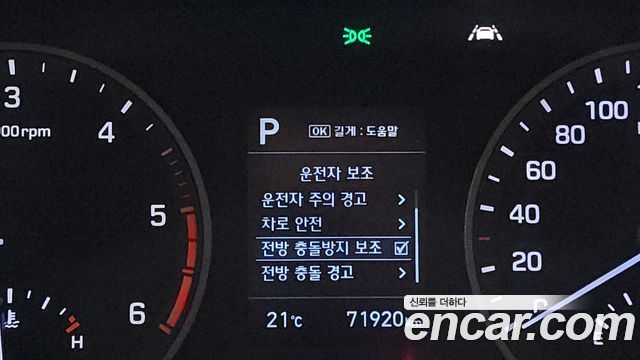 3
000 rpm
4
5
6
H
P OK 길게 : 도움말
운전자 보조
운전자 주의 경고
차로 안전
전방 충돌방지 보조
전방 충돌 경고
21℃ 71920
100
80
60
40
20
E
신뢰를 더하다
encar.com